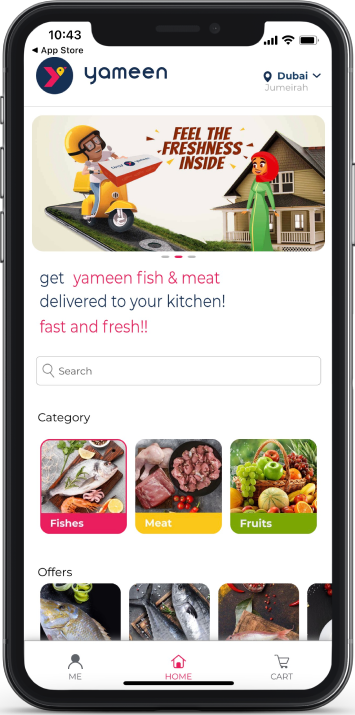 10:43
◀ App Store
yameen
Dubai
Jumeirah
FEEL THE
FRESHNESS
INSIDE
get yameen fish & meat
delivered to your kitchen!
fast and fresh!!
Search
Category
Fishes
Meat
Fruits
Offers
ME
HOME
CART